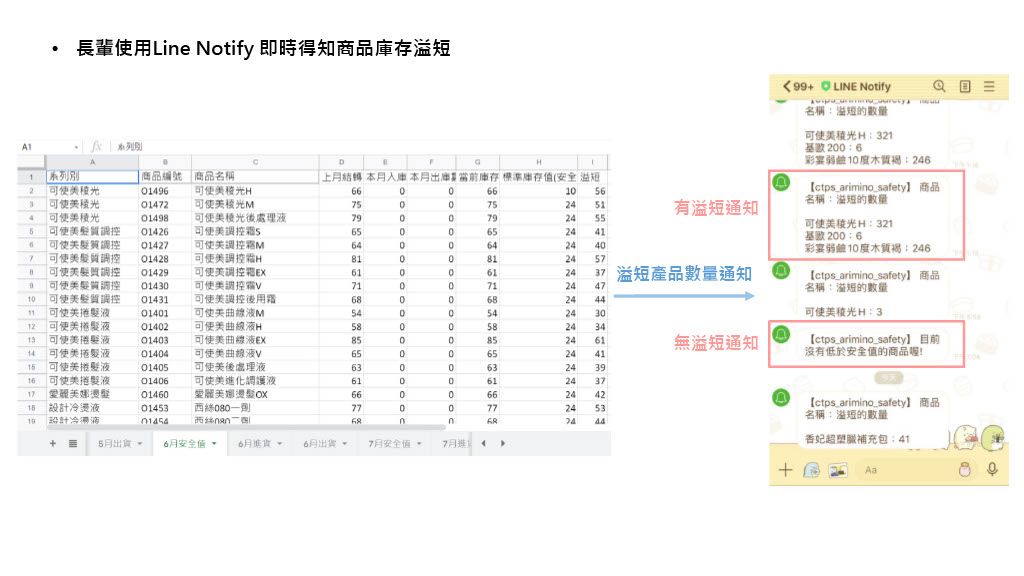 • 長輩使用Line Notify 即時得知商品庫存溢短
A1 fx 系列別
A B C D E F G H I
1 系列別 商品編號 商品名稱 上月結轉 本月入庫 本月出庫 當前庫存 標準庫存值(安全 溢短
2 可使美稜光 O1496 可使美稜光H 66 0 0 66 10 56
3 可使美稜光 O1472 可使美稜光M 75 0 0 75 24 51
4 可使美稜光 O1498 可使美稜光後處理液 79 0 0 79 24 55
5 可使美髮質調控 O1426 可使美調控霜S 65 0 0 65 24 41
6 可使美髮質調控 O1427 可使美調控霜M 64 0 0 64 24 40
7 可使美髮質調控 O1428 可使美調控霜H 81 0 0 81 24 57
8 可使美髮質調控 O1429 可使美調控霜EX 61 0 0 61 24 37
9 可使美髮質調控 O1430 可使美調控霜V 71 0 0 71 24 47
10 可使美髮質調控 O1431 可使美調控後用霜 68 0 0 68 24 44
11 可使美捲髮液 O1401 可使美曲線液M 54 0 0 54 24 30
12 可使美捲髮液 O1402 可使美曲線液H 58 0 0 58 24 34
13 可使美捲髮液 O1403 可使美曲線液EX 85 0 0 85 24 61
14 可使美捲髮液 O1404 可使美曲線液V 65 0 0 65 24 41
15 可使美捲髮液 O1405 可使美後處理液 63 0 0 63 24 39
16 可使美捲髮液 O1406 可使美進化調護液 61 0 0 61 24 37
17 愛麗美娜燙髮 O1460 愛麗美娜燙髮OX 66 0 0 66 24 42
18 設計冷燙液 O1453 西絲080一劑 77 0 0 77 24 53
19 設計冷燙液 O1454 西絲080二劑 68 0 0 68 24 44
+ 5月出貨 6月安全值 6月進貨 6月出貨 7月安全值 7月進
溢短產品數量通知
有溢短通知
無溢短通知
99+ LINE Notify
【ctps_arimino_safety】 商品
名稱：溢短的數量
可使美稜光H：321
基歐200：6
彩宴弱鹼10度木質褐：246
【ctps_arimino_safety】 商品
名稱：溢短的數量
可使美稜光H：321
基歐200：6
彩宴弱鹼10度木質褐：246
【ctps_arimino_safety】 商品
名稱：溢短的數量
可使美稜光H：3
【ctps_arimino_safety】 目前
沒有低於安全值的商品喔!
今天
【ctps_arimino_safety】 商品
名稱：溢短的數量
香妃超塑腦補充包：41
Aa